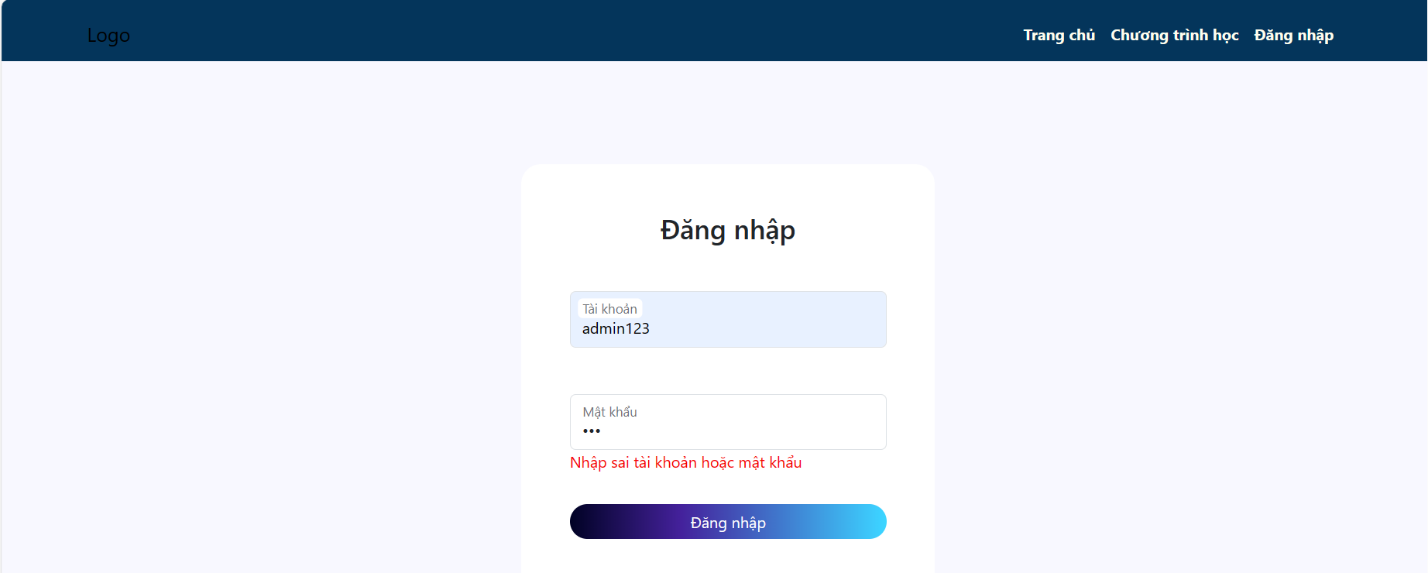 Logo
Trang chủ Chương trình học Đăng nhập
Đăng nhập
Tài khoản
admin123
Mật khẩu
•••
Nhập sai tài khoản hoặc mật khẩu
Đăng nhập